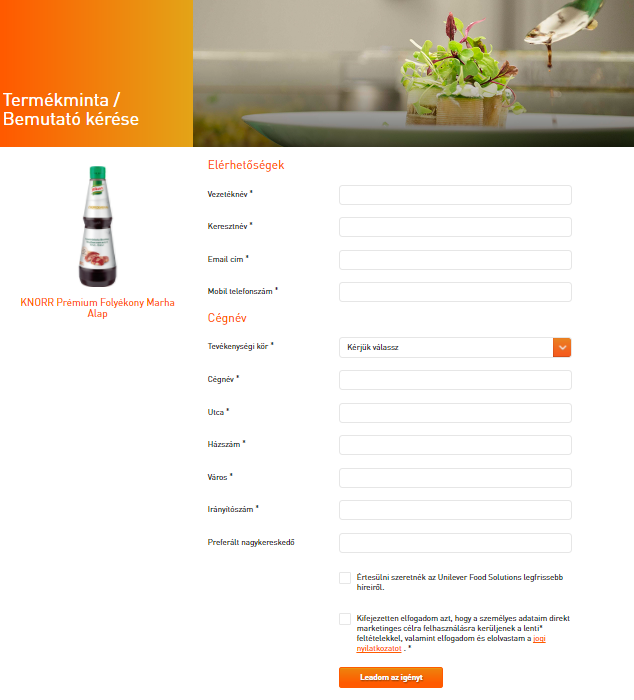 Termékminta /
Bemutató kérése
Knorr
KNORR Prémium Folyékony Marha
Alap
Elérhetőségek
Vezetéknév *
Keresztnév *
Email cím *
Mobil telefonszám *
Cégnév
Tevékenységi kör *
Kérjük válassz
Cégnév *
Utca *
Házszám *
Város *
Irányítószám *
Preferált nagykereskedő
Értesülni szeretnék az Unilever Food Solutions legfrissebb
híreiről.
Kifejezetten elfogadom azt, hogy a személyes adataim direkt
marketinges célra felhasználásra kerüljenek a lenti*
feltételekkel, valamint elfogadom és elolvastam a jogi
nyilatkozatot . *
Leadom az igényt